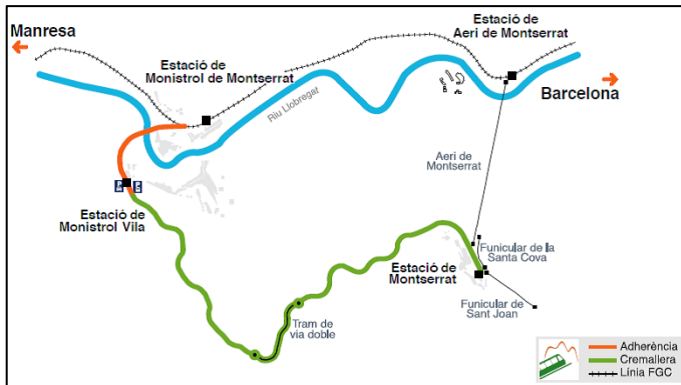 Manresa
Estació de
Monistrol de Montserrat
Estació de
Aeri de Montserrat
Barcelona
Riu Llobregat
Aeri de
Montserrat
Estació de
Monistrol Vila
Estació de
Montserrat
Funicular de la
Santa Cova
Funicular de
Sant Joan
Tram de
via doble
Adherència
Cremallera
Línia FGC